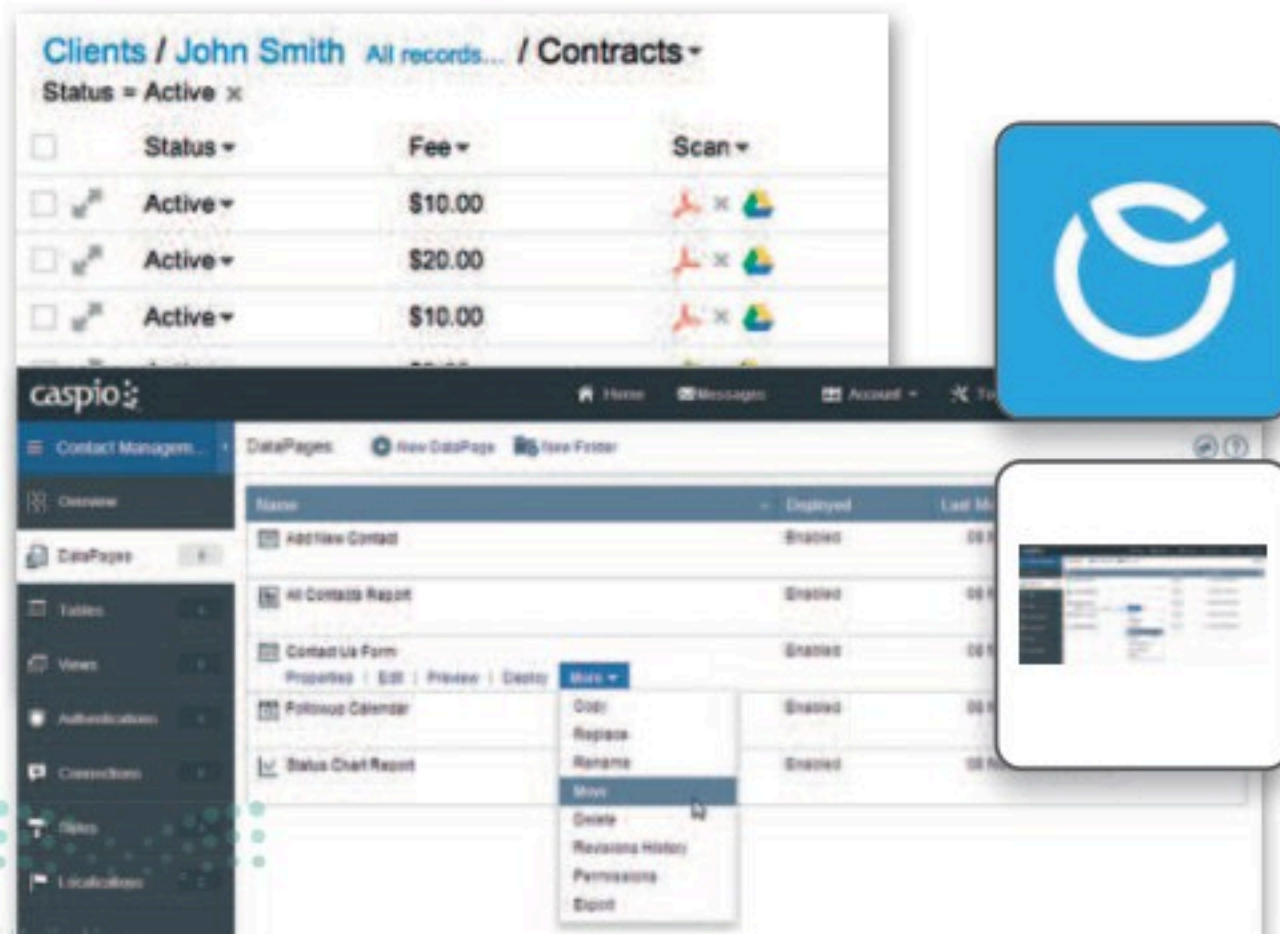 Clients / John Smith All records... / Contracts
Status = Active ×
Status Fee Scan
Active $10.00
Active $20.00
Active $10.00
caspio
Home Messages Account
Contact Managem... DataPages New DataPage New Folder
Overview
DataPages
Tables
Views
Authentications
Connections
Styles
Localizations
Name Displayed Last
Add New Contact Enabled
All Contacts Report Enabled
Contact Us Form Enabled
Properties | Edit | Preview | Deploy More
Followup Calendar Enabled
Status Chart Report Enabled
Copy
Replace
Rename
Move
Delete
Revisions History
Permissions
Export